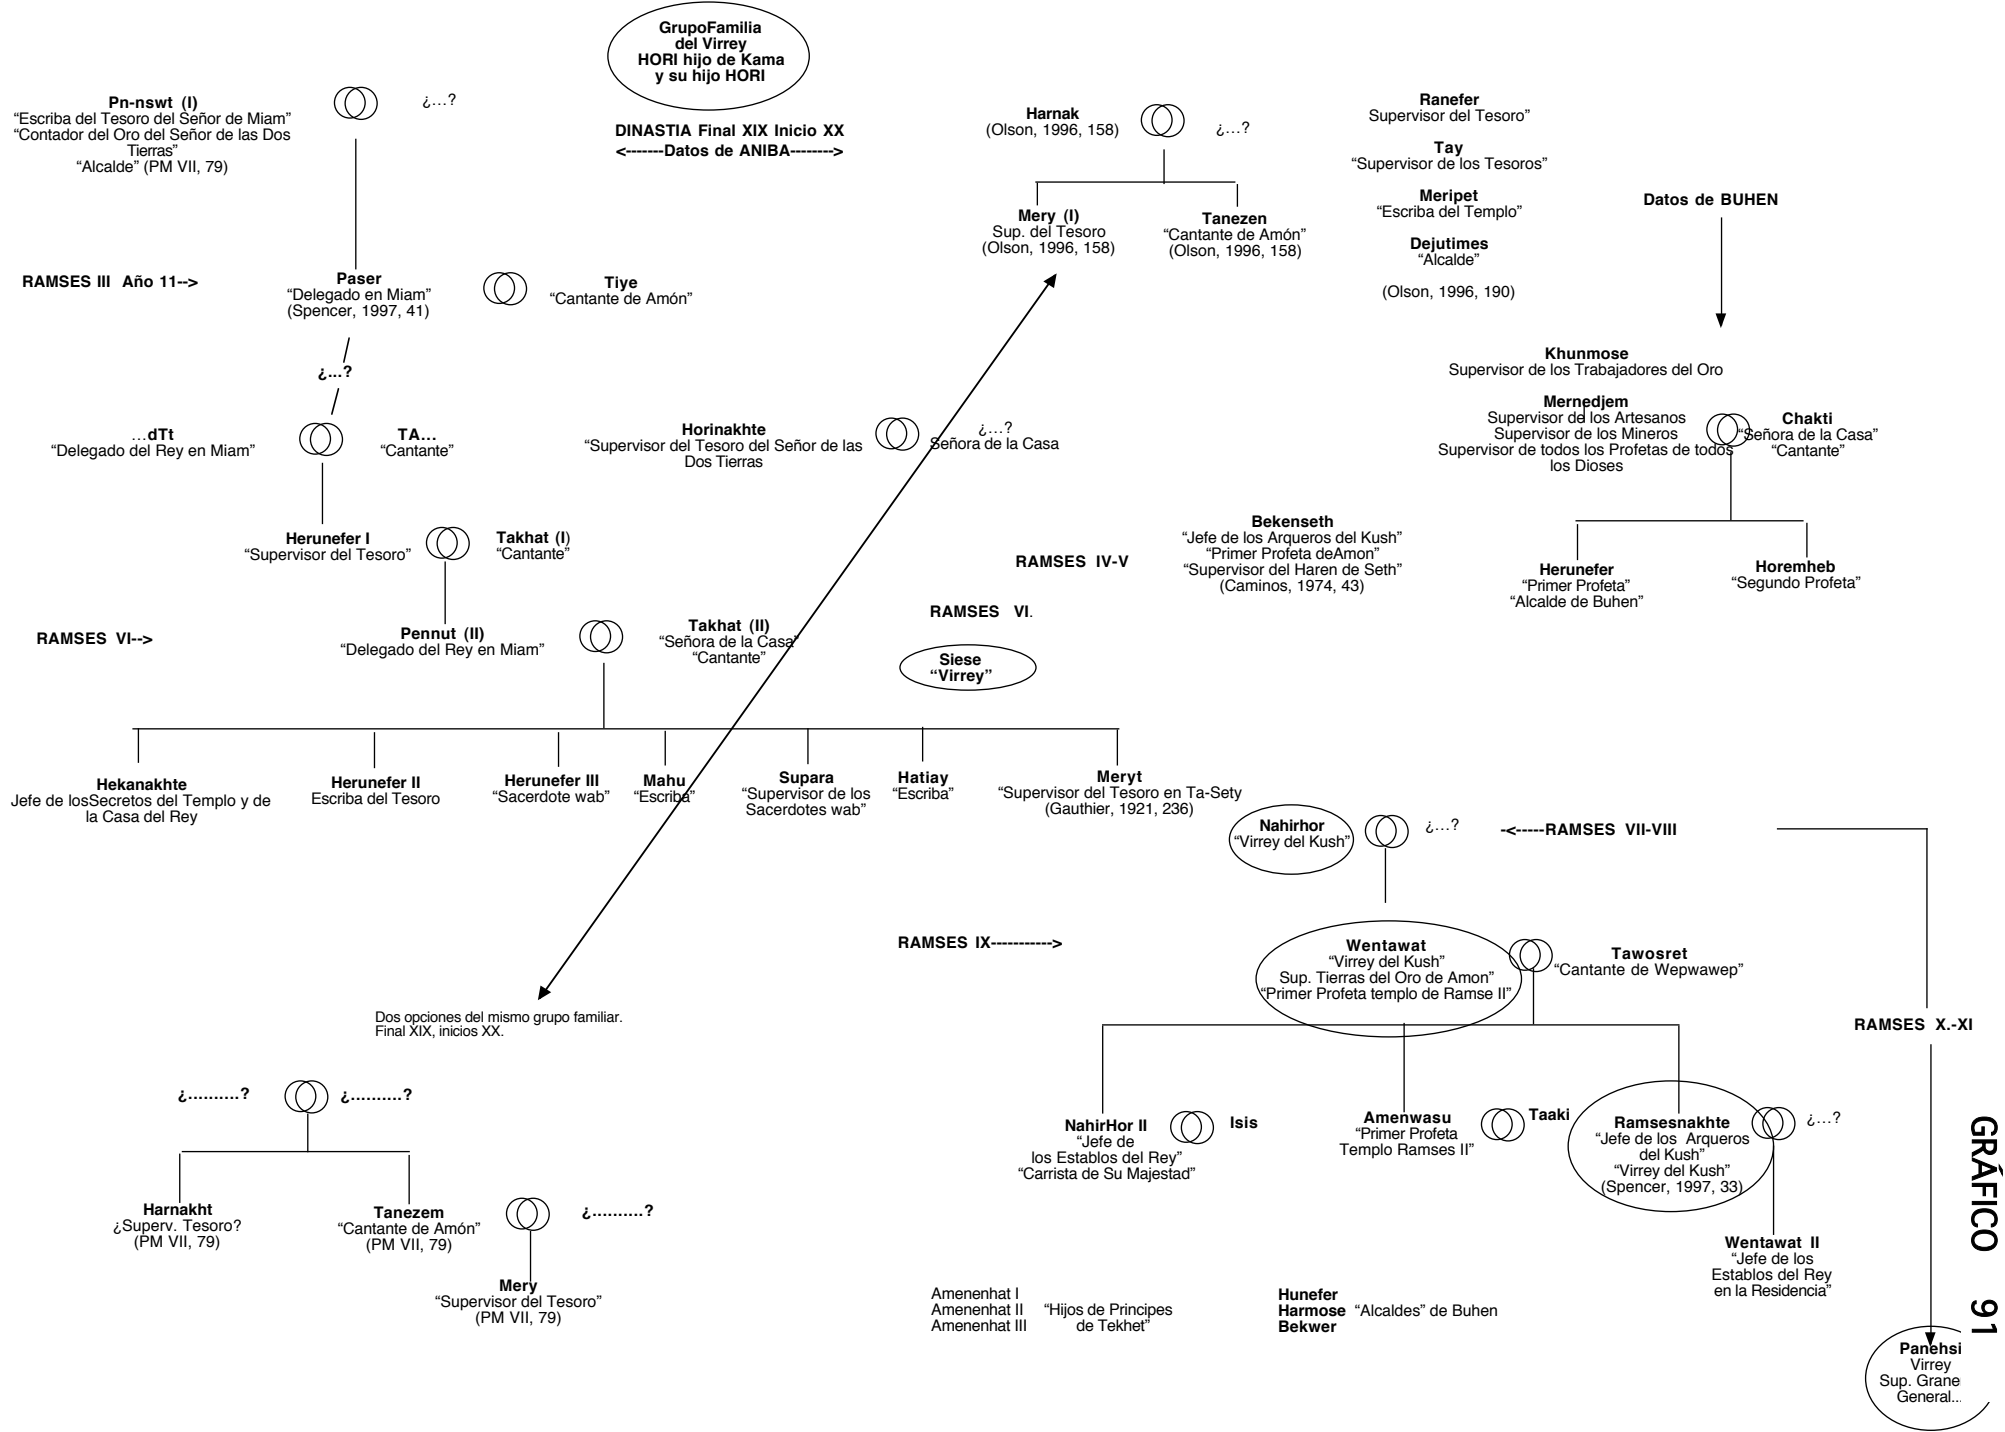 GrupoFamilia
del Virrey
HORI hijo de Kama
y su hijo HORI
DINASTIA Final XIX Inicio XX
<-------Datos de ANIBA-------->
Pn-nswt (I)
“Escriba del Tesoro del Señor de Miam”
“Contador del Oro del Señor de las Dos
Tierras”
“Alcalde” (PM VII, 79)
¿...?
Harnak
(Olson, 1996, 158)
¿...?
Mery (I)
Sup. del Tesoro
(Olson, 1996, 158)
Tanezen
“Cantante de Amón”
(Olson, 1996, 158)
Ranefer
Supervisor del Tesoro”
Tay
“Supervisor de los Tesoros”
Meripet
“Escriba del Templo”
Dejutimes
“Alcalde”
(Olson, 1996, 190)
Datos de BUHEN
RAMSES III Año 11-->
Paser
“Delegado en Miam”
(Spencer, 1997, 41)
Tiye
“Cantante de Amón”
¿...?
Khunmose
Supervisor de los Trabajadores del Oro
Mernedjem
Supervisor de los Artesanos
Supervisor de los Mineros
Supervisor de todos los Profetas de todos
los Dioses
Chakti
“Señora de la Casa”
“Cantante”
...dTt
“Delegado del Rey en Miam”
TA...
“Cantante”
Horinakhte
“Supervisor del Tesoro del Señor de las
Dos Tierras
¿...?
Señora de la Casa
Herunefer I
“Supervisor del Tesoro”
Takhat (I)
“Cantante”
RAMSES IV-V
Bekenseth
“Jefe de los Arqueros del Kush”
“Primer Profeta deAmon”
“Supervisor del Haren de Seth”
(Caminos, 1974, 43)
Herunefer
“Primer Profeta”
“Alcalde de Buhen”
Horemheb
“Segundo Profeta”
RAMSES VI.
RAMSES VI-->
Pennut (II)
“Delegado del Rey en Miam”
Takhat (II)
“Señora de la Casa”
“Cantante”
Siese
“Virrey”
Hekanakhte
Jefe de losSecretos del Templo y de
la Casa del Rey
Herunefer II
Escriba del Tesoro
Herunefer III
“Sacerdote wab”
Mahu
“Escriba”
Supara
“Supervisor de los
Sacerdotes wab”
Hatiay
“Escriba”
Meryt
“Supervisor del Tesoro en Ta-Sety
(Gauthier, 1921, 236)
Nahirhor
“Virrey del Kush”
¿...?
-<-----RAMSES VII-VIII
RAMSES IX----------->
Wentawat
“Virrey del Kush”
Sup. Tierras del Oro de Amon”
“Primer Profeta templo de Ramse II”
Tawosret
“Cantante de Wepwawep”
Dos opciones del mismo grupo familiar.
Final XIX, inicios XX.
RAMSES X.-XI
¿..........?
¿..........?
NahirHor II
“Jefe de
los Establos del Rey”
“Carrista de Su Majestad”
Isis
Amenwasu
“Primer Profeta
Templo Ramses II”
Taaki
Ramsesnakhte
“Jefe de los Arqueros
del Kush”
“Virrey del Kush”
(Spencer, 1997, 33)
¿...?
Harnakht
¿Superv. Tesoro?
(PM VII, 79)
Tanezem
“Cantante de Amón”
(PM VII, 79)
¿..........?
Mery
“Supervisor del Tesoro”
(PM VII, 79)
Wentawat II
“Jefe de los
Establos del Rey
en la Residencia”
Amenenhat I
Amenenhat II
Amenenhat III
“Hijos de Principes
de Tekhet”
Hunefer
Harmose “Alcaldes” de Buhen
Bekwer
Panehsi
Virrey
Sup. Grane
General...
GRÁFICO 91